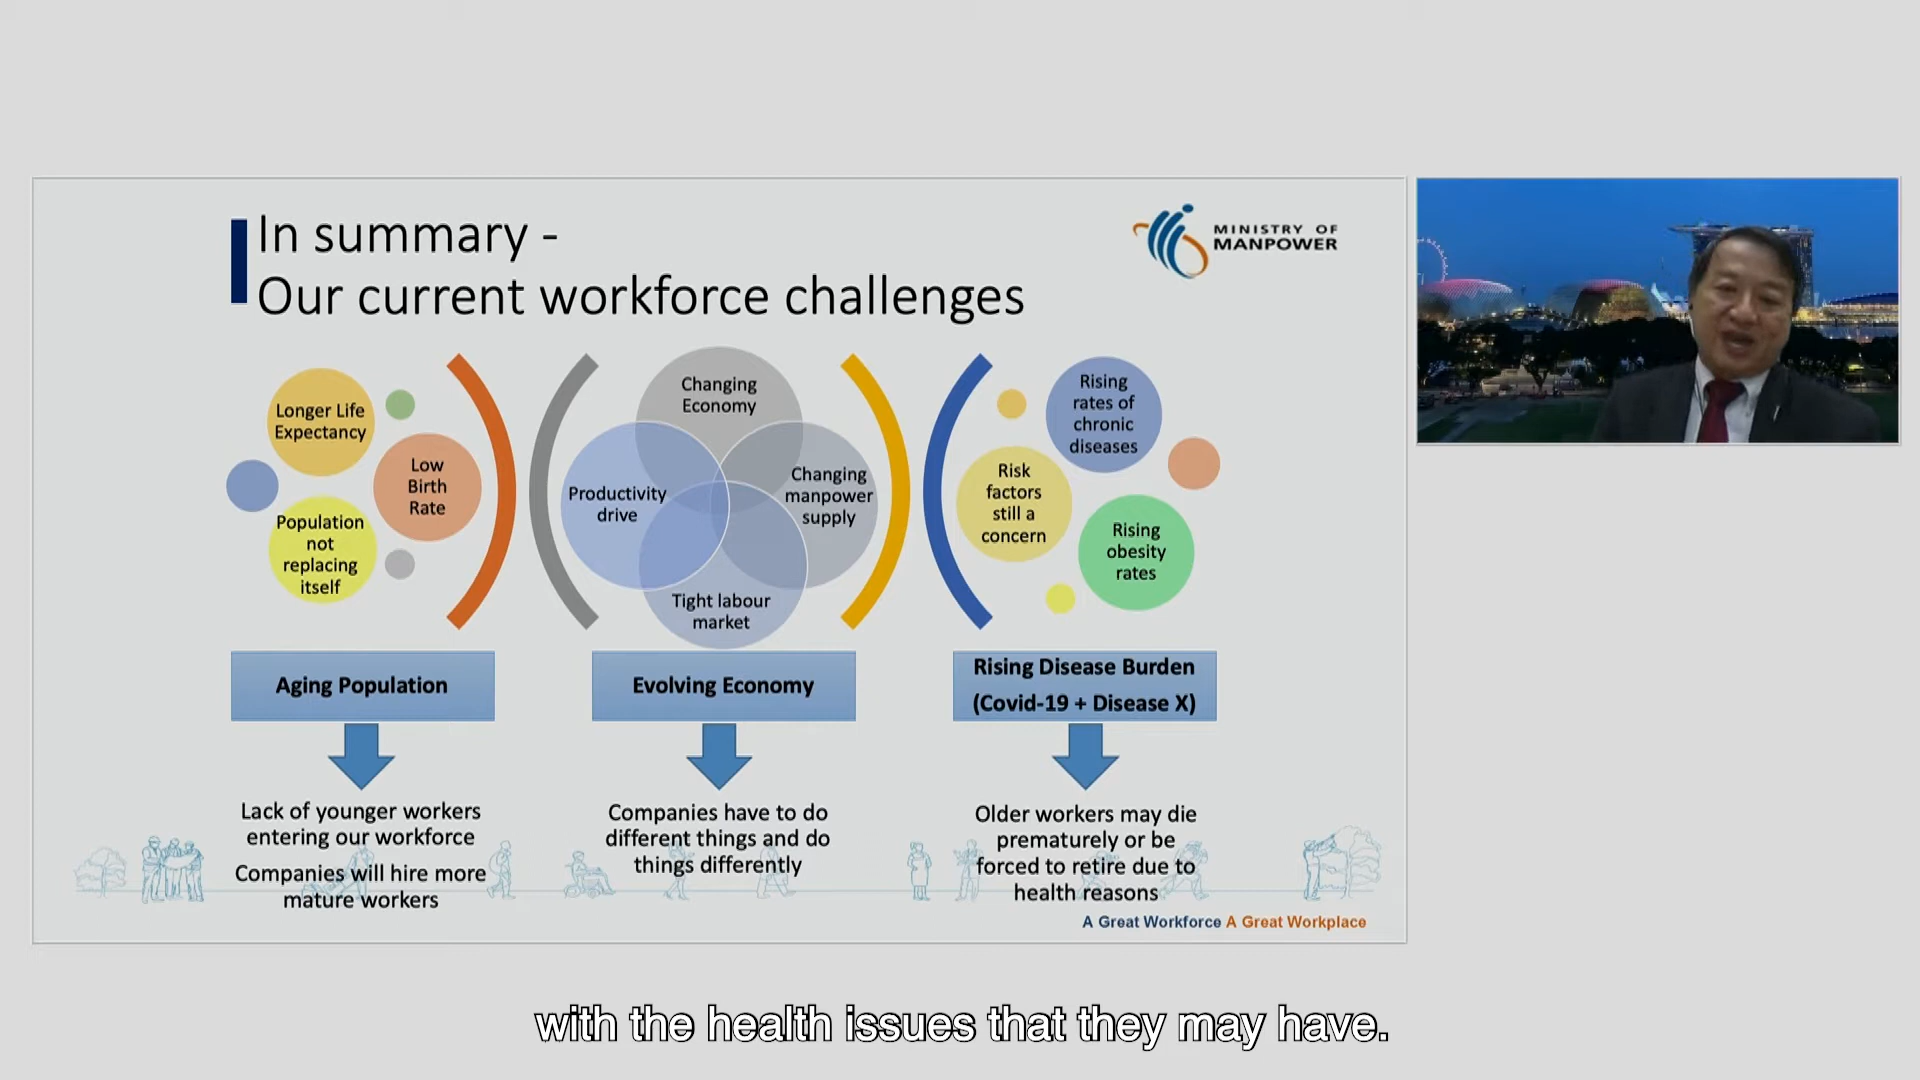 In summary -
Our current workforce challenges
MINISTRY OF
MANPOWER
Longer Life
Expectancy
Low
Birth
Rate
Population
not
replacing
itself
Changing
Economy
Productivity
drive
Changing
manpower
supply
Tight labour
market
Rising
rates of
chronic
diseases
Risk
factors
still a
concern
Rising
obesity
rates
Aging Population
Evolving Economy
Rising Disease Burden
(Covid-19 + Disease X)
Lack of younger workers
entering our workforce
Companies will hire more
mature workers
Companies have to do
different things and do
things differently
Older workers may die
prematurely or be
forced to retire due to
health reasons
A Great Workforce A Great Workplace
with the health issues that they may have.